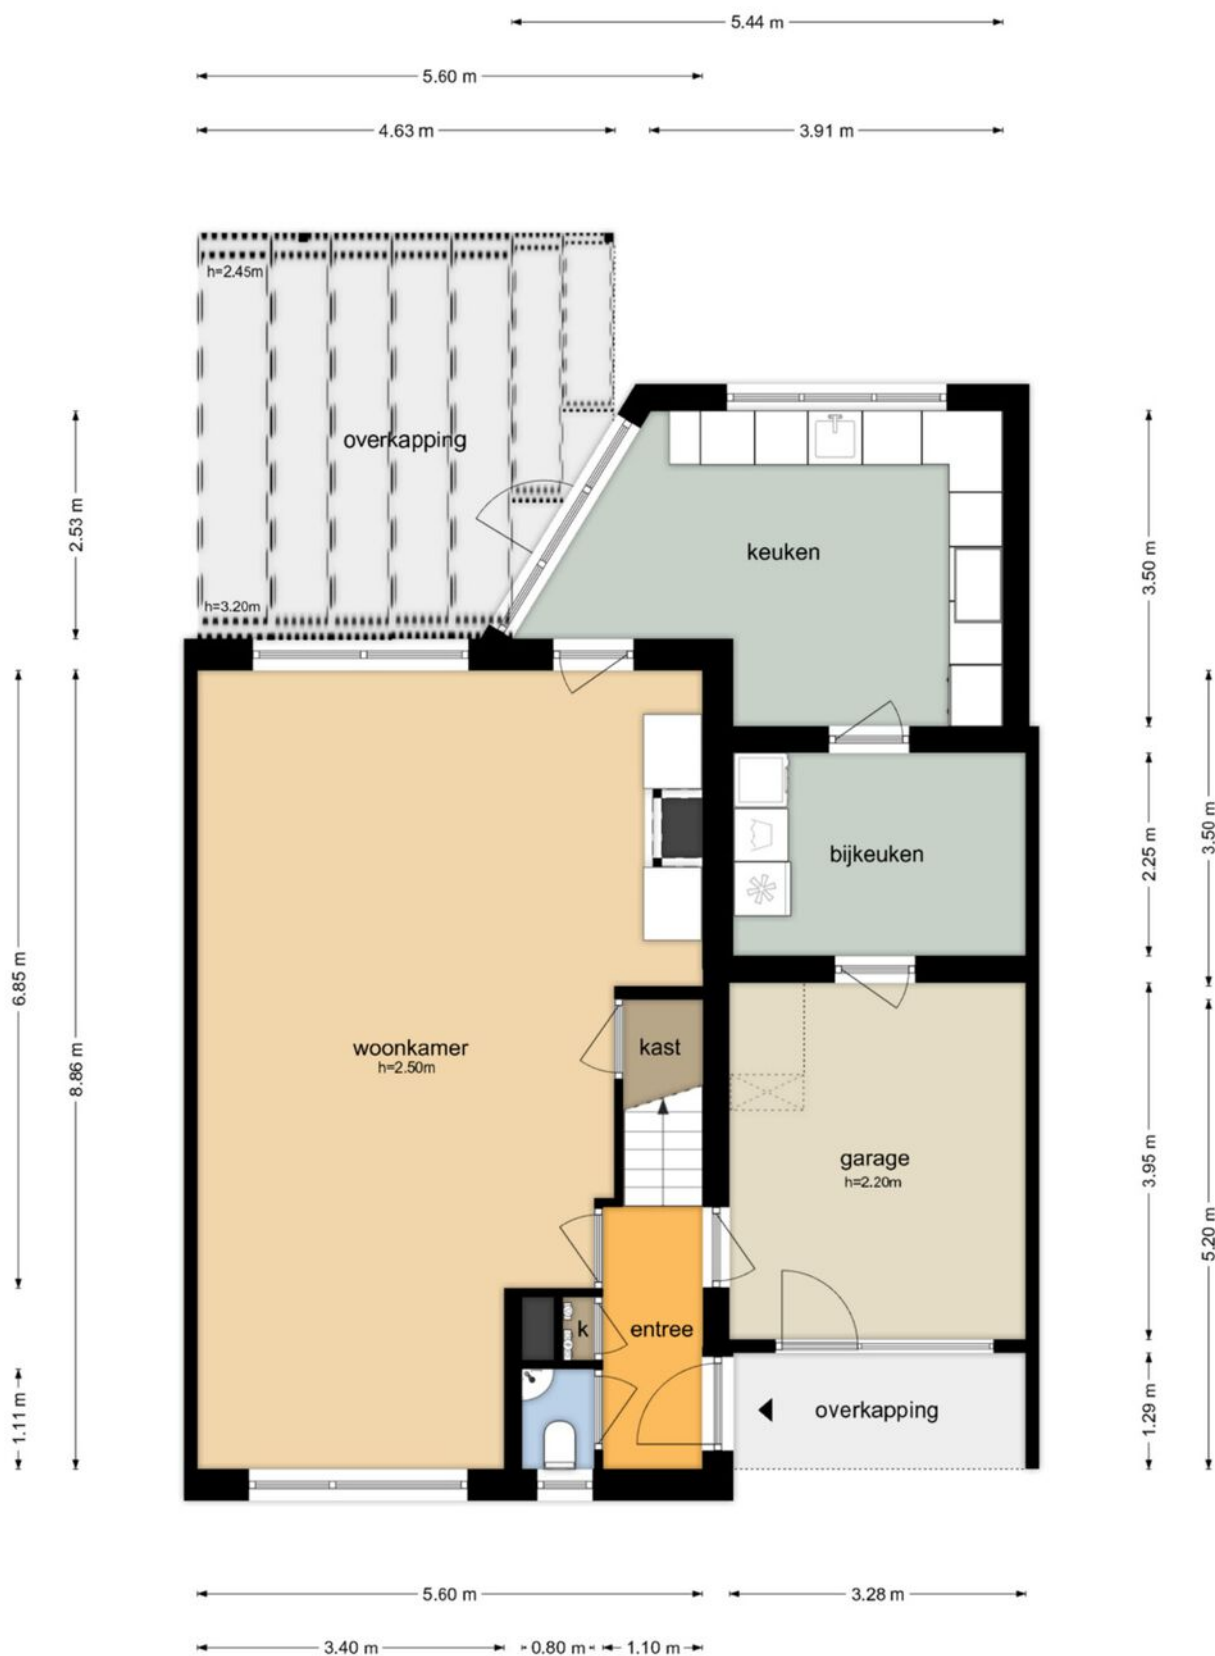 5.44 m
5.60 m
4.63 m
3.91 m
h=2.45m
overkapping
2.53 m
keuken
3.50 m
h=3.20m
3.50 m
2.25 m
bijkeuken
6.85 m
8.86 m
woonkamer
h=2.50m
kast
garage
h=2.20m
3.95 m
5.20 m
k
entree
1.11 m
overkapping
1.29 m
5.60 m
3.28 m
3.40 m
0.80 m
1.10 m